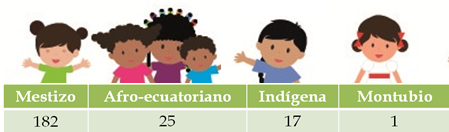 Mestizo Afro-ecuatoriano Indígena Montubio
182 25 17 1